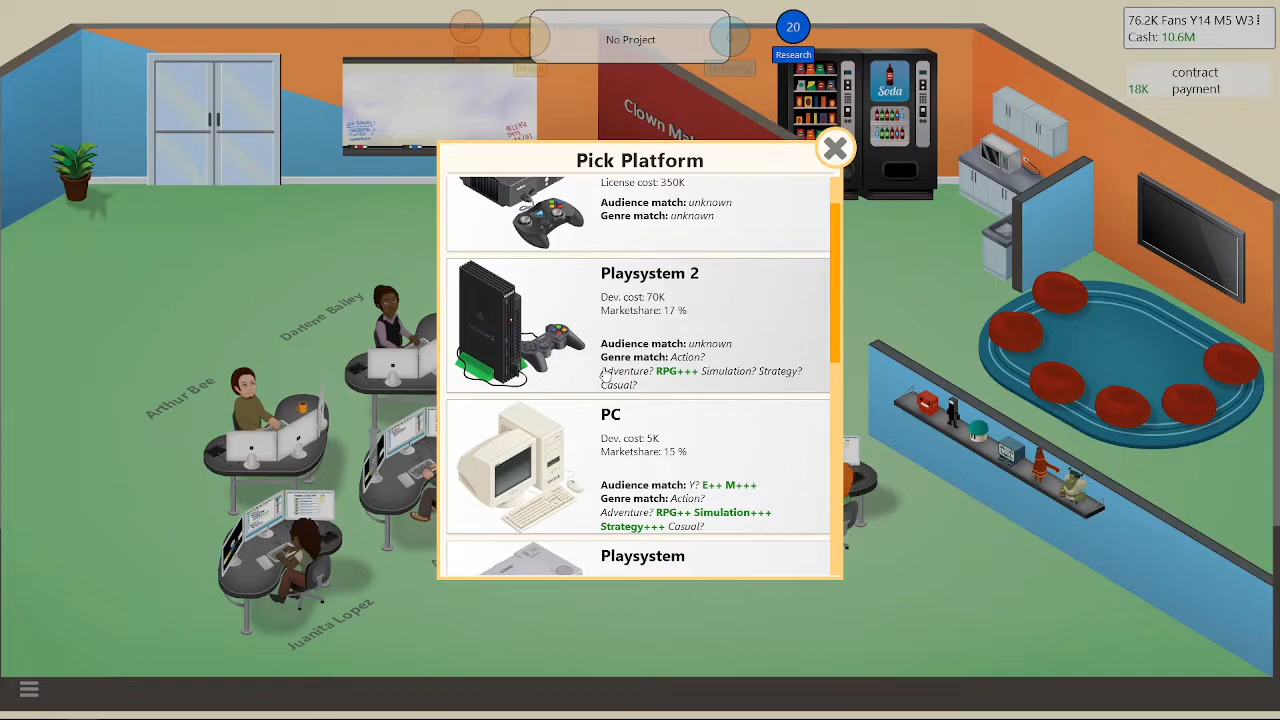 76.2K Fans Y14 M5 W3
Cash: 10.6M
No Project
20
Research
contract
18K payment
Soda
GO SOCIAL!
RELEASE
Clown Ma
Pick Platform
License cost: 350K
Audience match: unknown
Genre match: unknown
Playsystem 2
Dev. cost: 70K
Marketshare: 17 %
Audience match: unknown
Genre match: Action?
Adventure? RPG+++ Simulation? Strategy?
Casual?
PC
Dev. cost: 5K
Marketshare: 15 %
Audience match: Y? E++ M+++
Genre match: Action?
Adventure? RPG++ Simulation+++
Strategy+++ Casual?
Playsystem
Darlene Bailey
Arthur Bee
Juanita Lopez